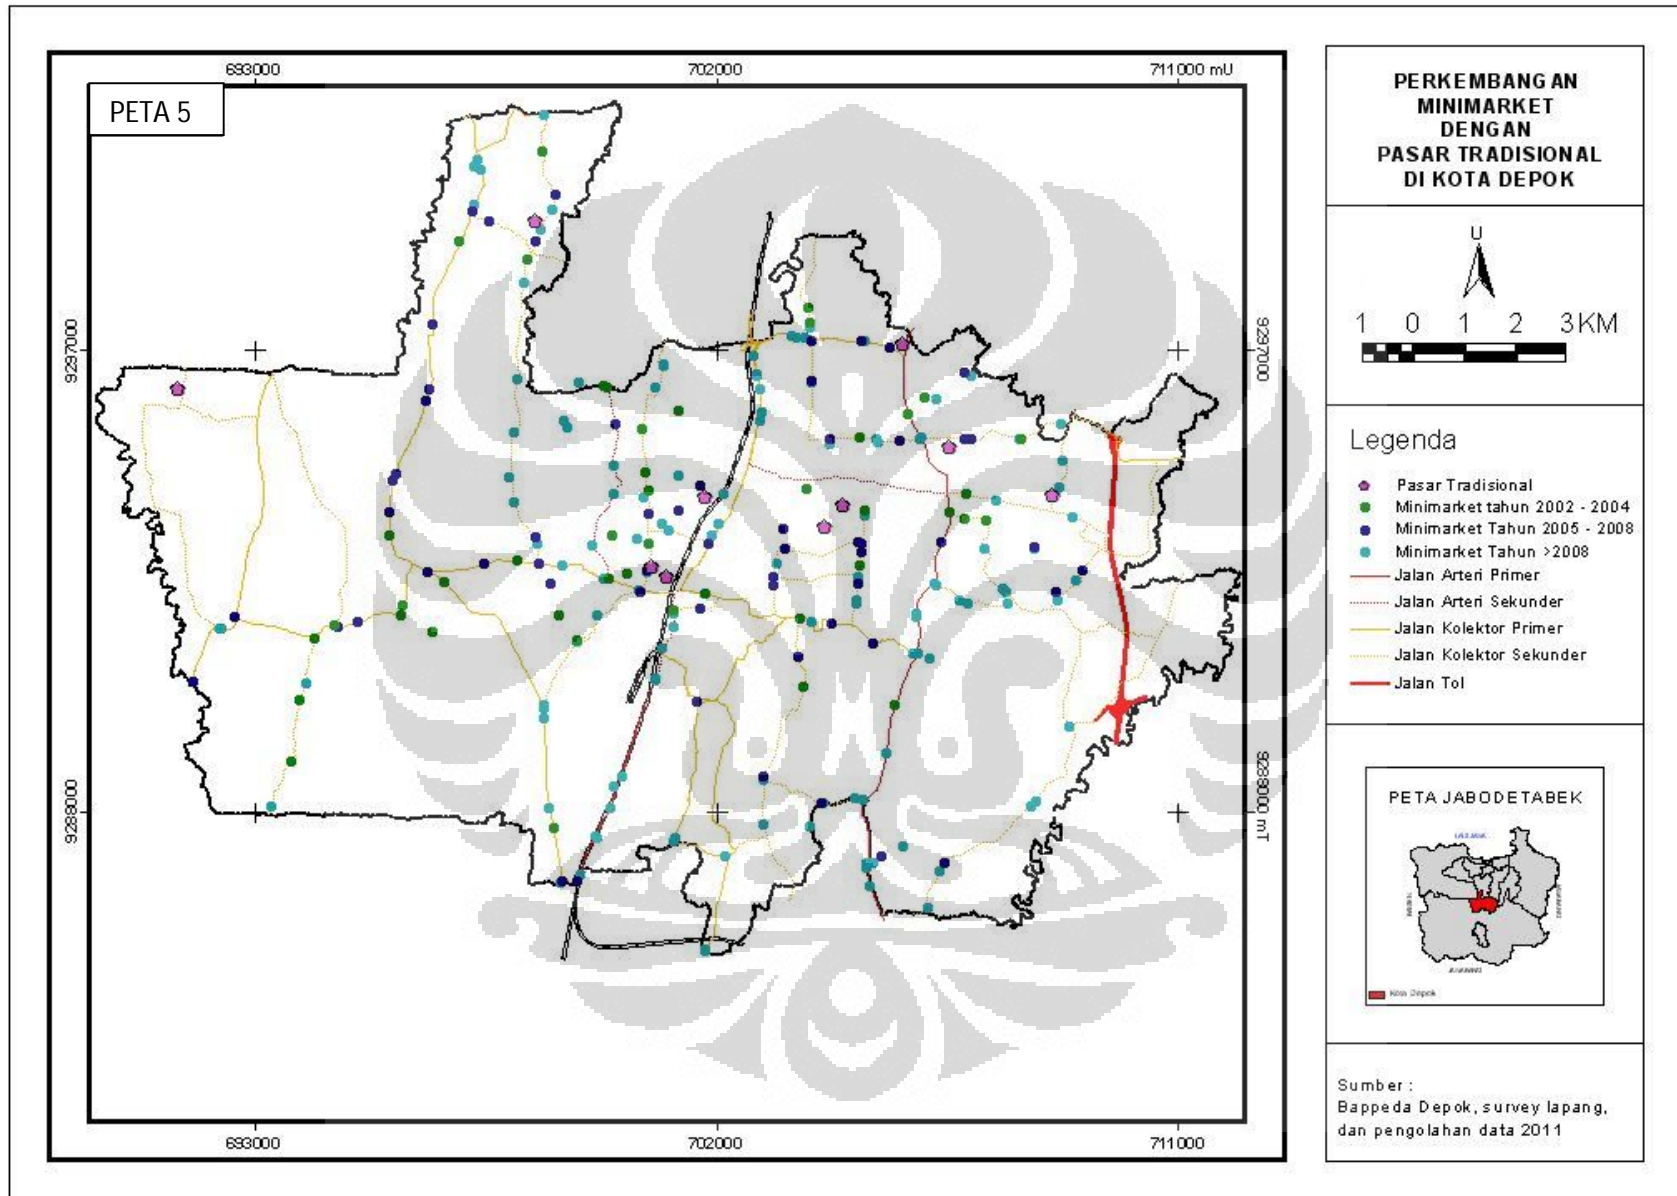 693000
702000
711000 mU
PETA 5
9297000
9297000
9288000
9288000 mT
693000
702000
711000
PERKEMBANGAN
MINIMARKET
DENGAN
PASAR TRADISIONAL
DI KOTA DEPOK
U
1 0 1 2 3 KM
Legenda
Pasar Tradisional
Minimarket tahun 2002 - 2004
Minimarket Tahun 2005 - 2008
Minimarket Tahun >2008
Jalan Arteri Primer
Jalan Arteri Sekunder
Jalan Kolektor Primer
Jalan Kolektor Sekunder
Jalan Tol
PETA JABODETABEK
Kota Depok
Sumber :
Bappeda Depok, survey lapang,
dan pengolahan data 2011